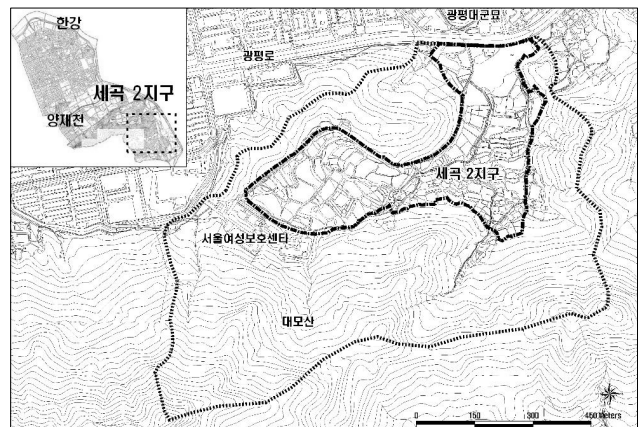 한강
세곡 2지구
양재천
광평대군묘
광평로
세곡 2지구
서울여성보호센터
대모산
0 150 300 450 Meters